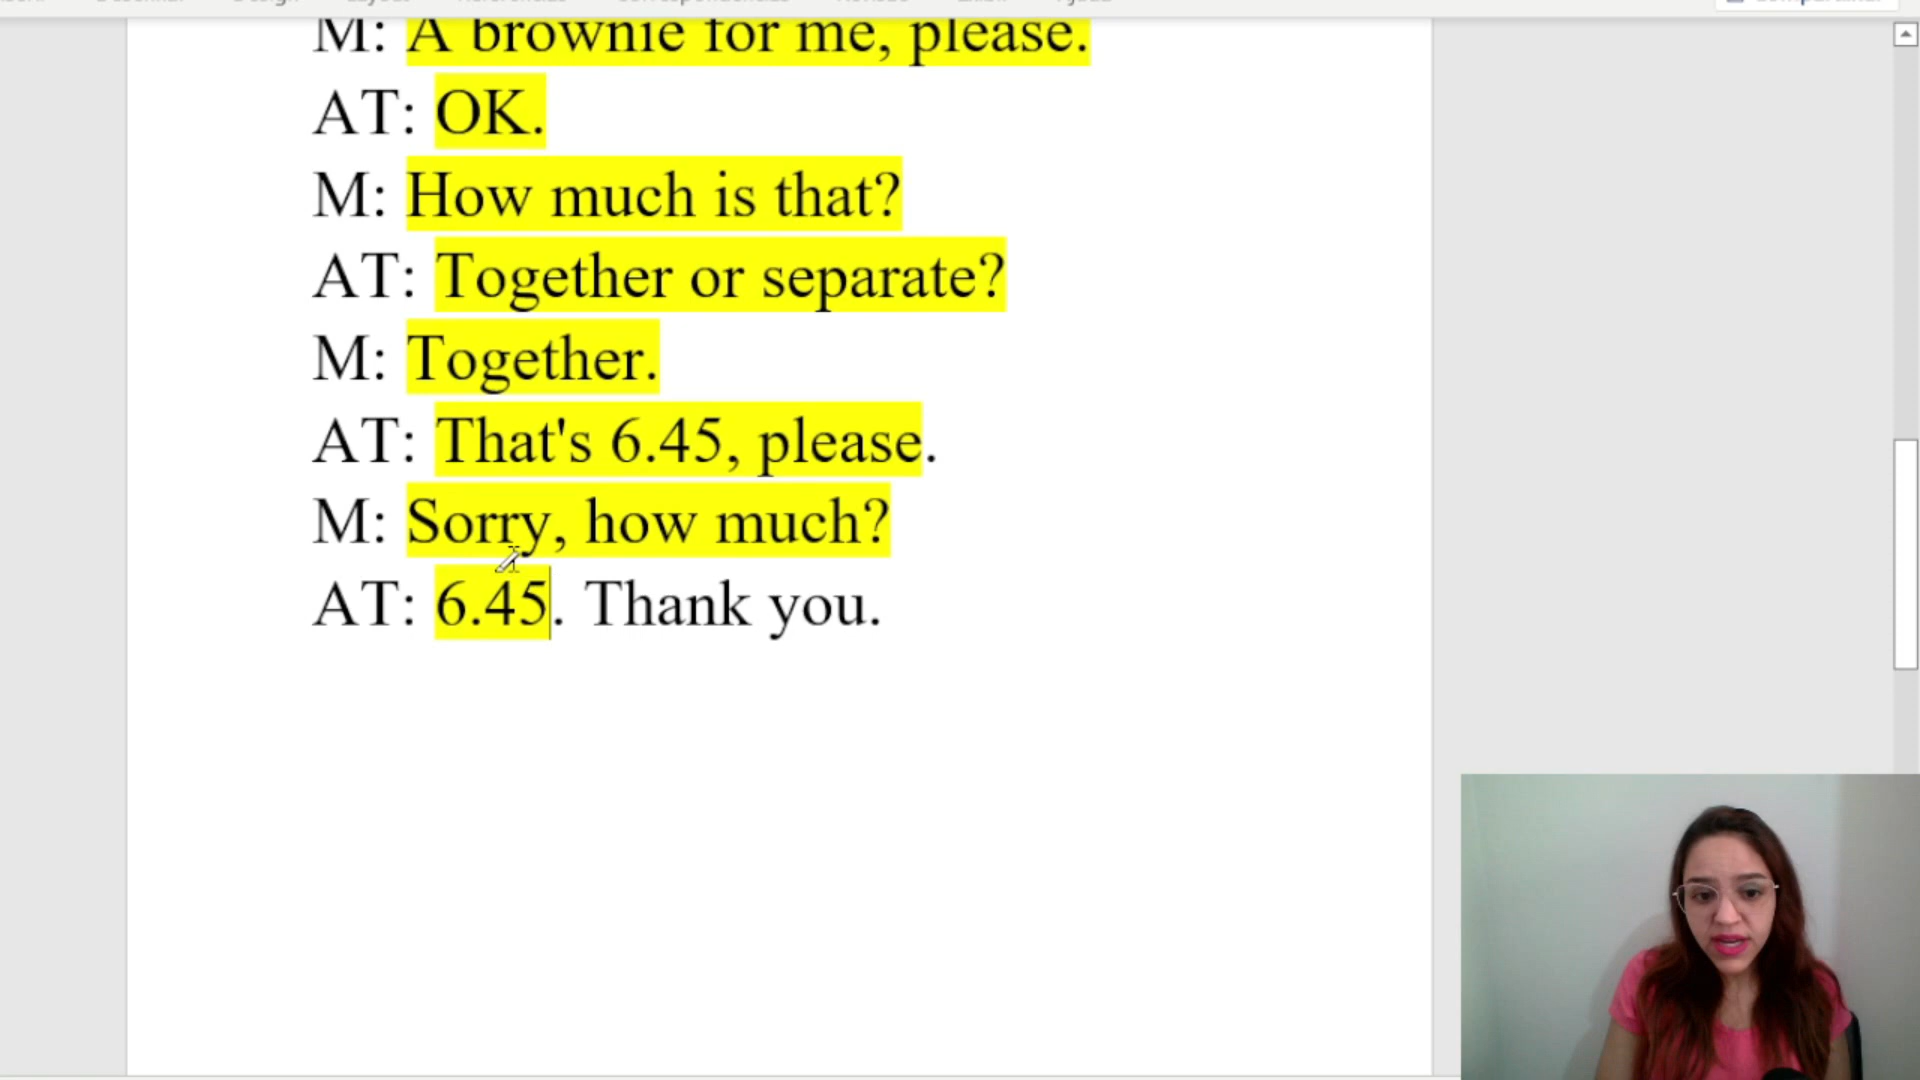 M: A brownie for me, please.
AT: OK.
M: How much is that?
AT: Together or separate?
M: Together.
AT: That's 6.45, please.
M: Sorry, how much?
AT: 6.45. Thank you.